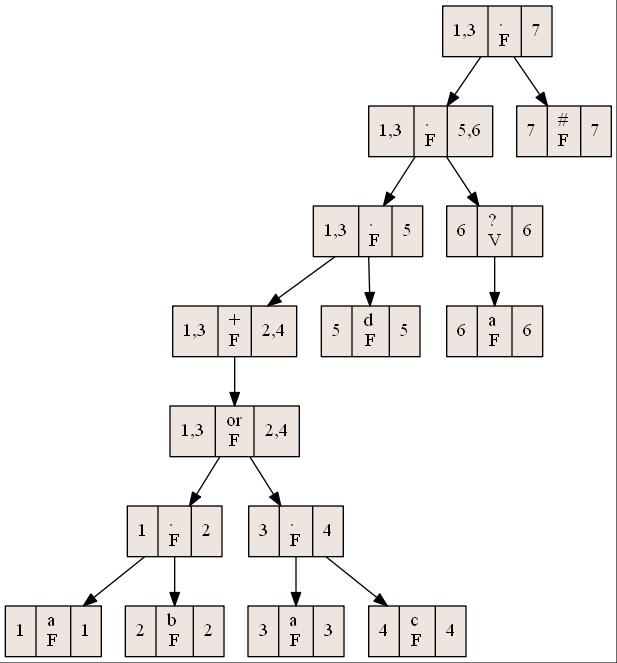 1,3 . F 7
1,3 . F 5,6
7 # F 7
1,3 . F 5
6 ? V 6
1,3 + F 2,4
5 d F 5
6 a F 6
1,3 or F 2,4
1 . F 2
3 . F 4
1 a F 1
2 b F 2
3 a F 3
4 c F 4